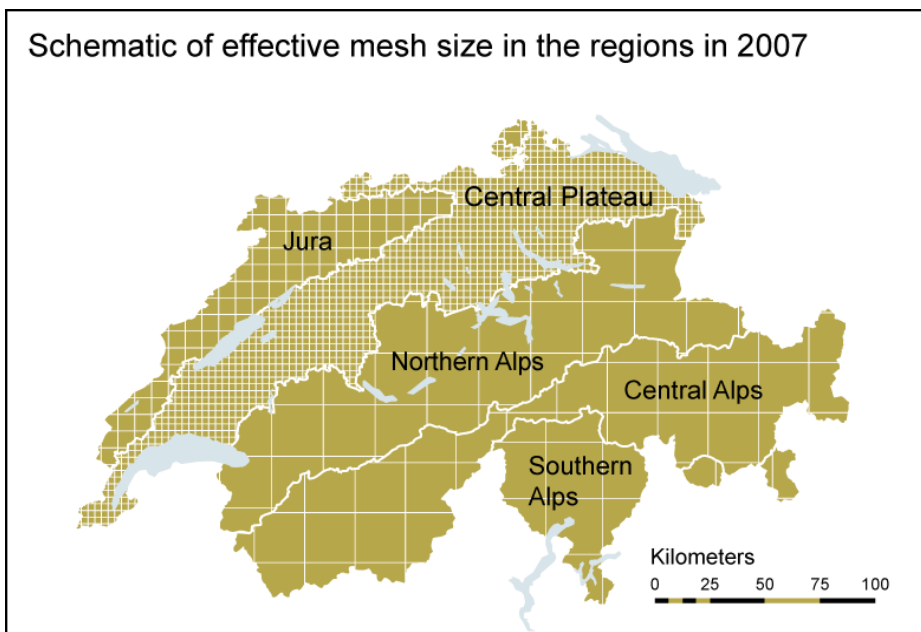 Schematic of effective mesh size in the regions in 2007
Central Plateau
Jura
Northern Alps
Central Alps
Southern
Alps
Kilometers
0 25 50 75 100